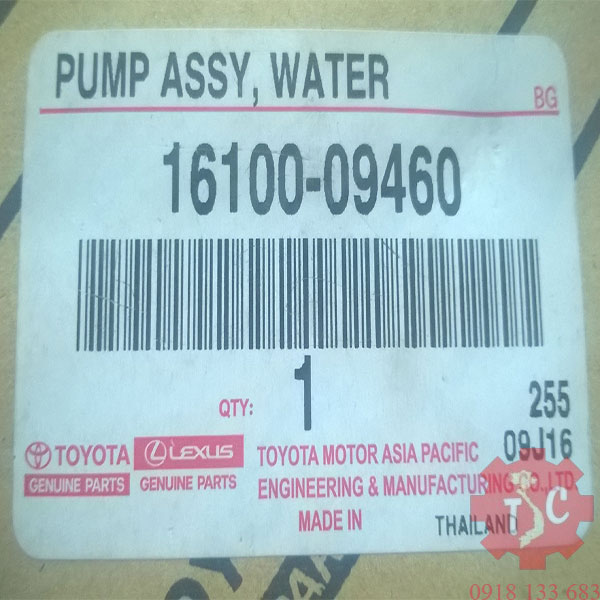 PUMP ASSY, WATER
BG
16100-09460
QTY: 1
255
09J16
TOYOTA
GENUINE PARTS
LEXUS
GENUINE PARTS
TOYOTA MOTOR ASIA PACIFIC
ENGINEERING & MANUFACTURING CO.,LTD.
MADE IN THAILAND
TSC
0918 133 683